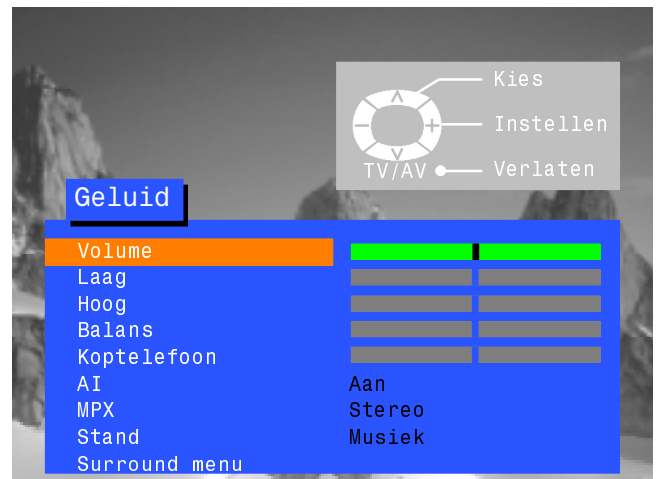 Kies
Instellen
TV/AV Verlaten
Geluid
Volume
Laag
Hoog
Balans
Koptelefoon
AI Aan
MPX Stereo
Stand Musiek
Surround menu